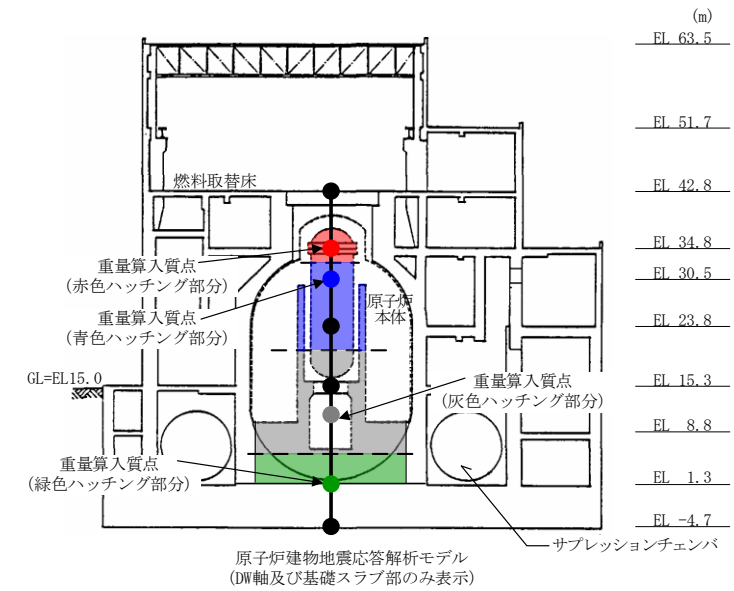 (m)
EL 63.5
EL 51.7
燃料取替床
EL 42.8
EL 34.8
重量算入質点
(赤色ハッチング部分)
EL 30.5
重量算入質点
(青色ハッチング部分)
原子炉
本体
EL 23.8
GL=EL15.0
EL 15.3
重量算入質点
(灰色ハッチング部分)
EL 8.8
重量算入質点
(緑色ハッチング部分)
EL 1.3
EL -4.7
サプレッションチェンバ
原子炉建物地震応答解析モデル
(DW軸及び基礎スラブ部のみ表示)